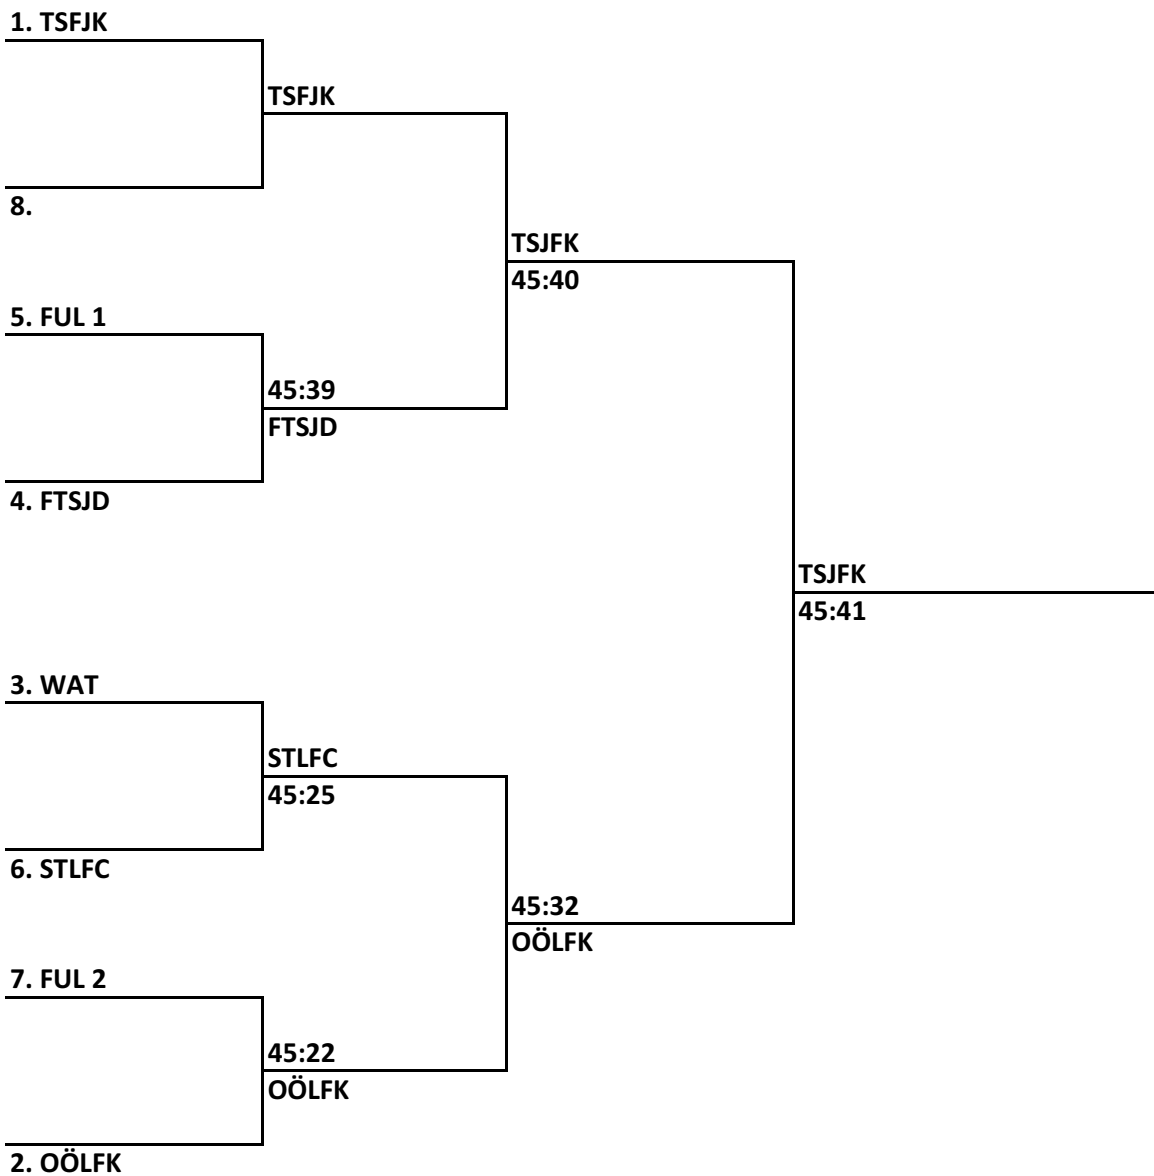 1. TSFJK
TSFJK
8.
TSJFK
45:40
5. FUL 1
45:39
FTSJD
4. FTSJD
TSJFK
45:41
3. WAT
STLFC
45:25
6. STLFC
45:32
OÖLFK
7. FUL 2
45:22
OÖLFK
2. OÖLFK